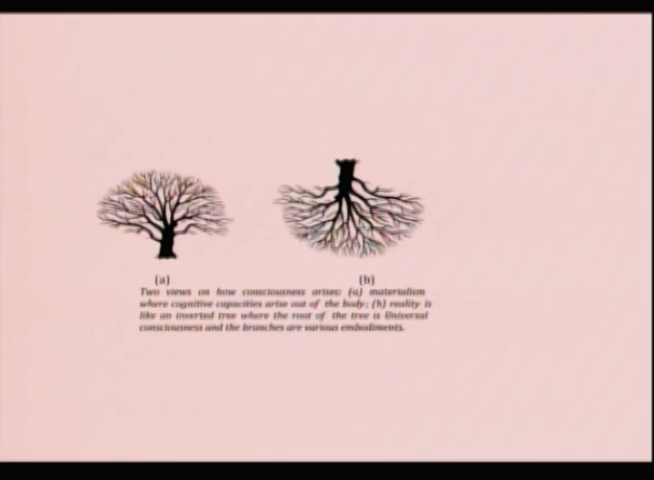 (a) (b)
Two views on how consciousness arises: (a) materialism
where cognitive capacities arise out of the body; (b) reality is
like an inverted tree where the root of the tree is Universal
consciousness and the branches are various embodiments.